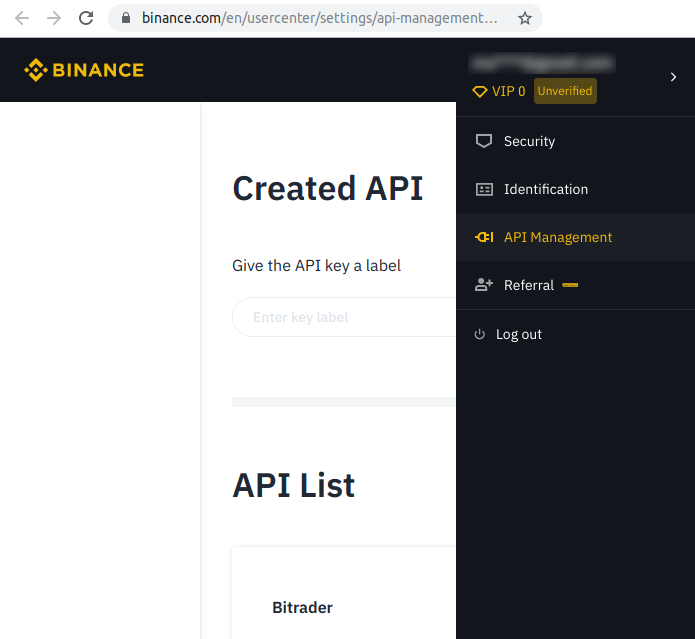 binance.com/en/usercenter/settings/api-management...
BINANCE
VIP 0 Unverified
Security
Identification
API Management
Referral
Log out
Created API
Give the API key a label
Enter key label
API List
Bitrader